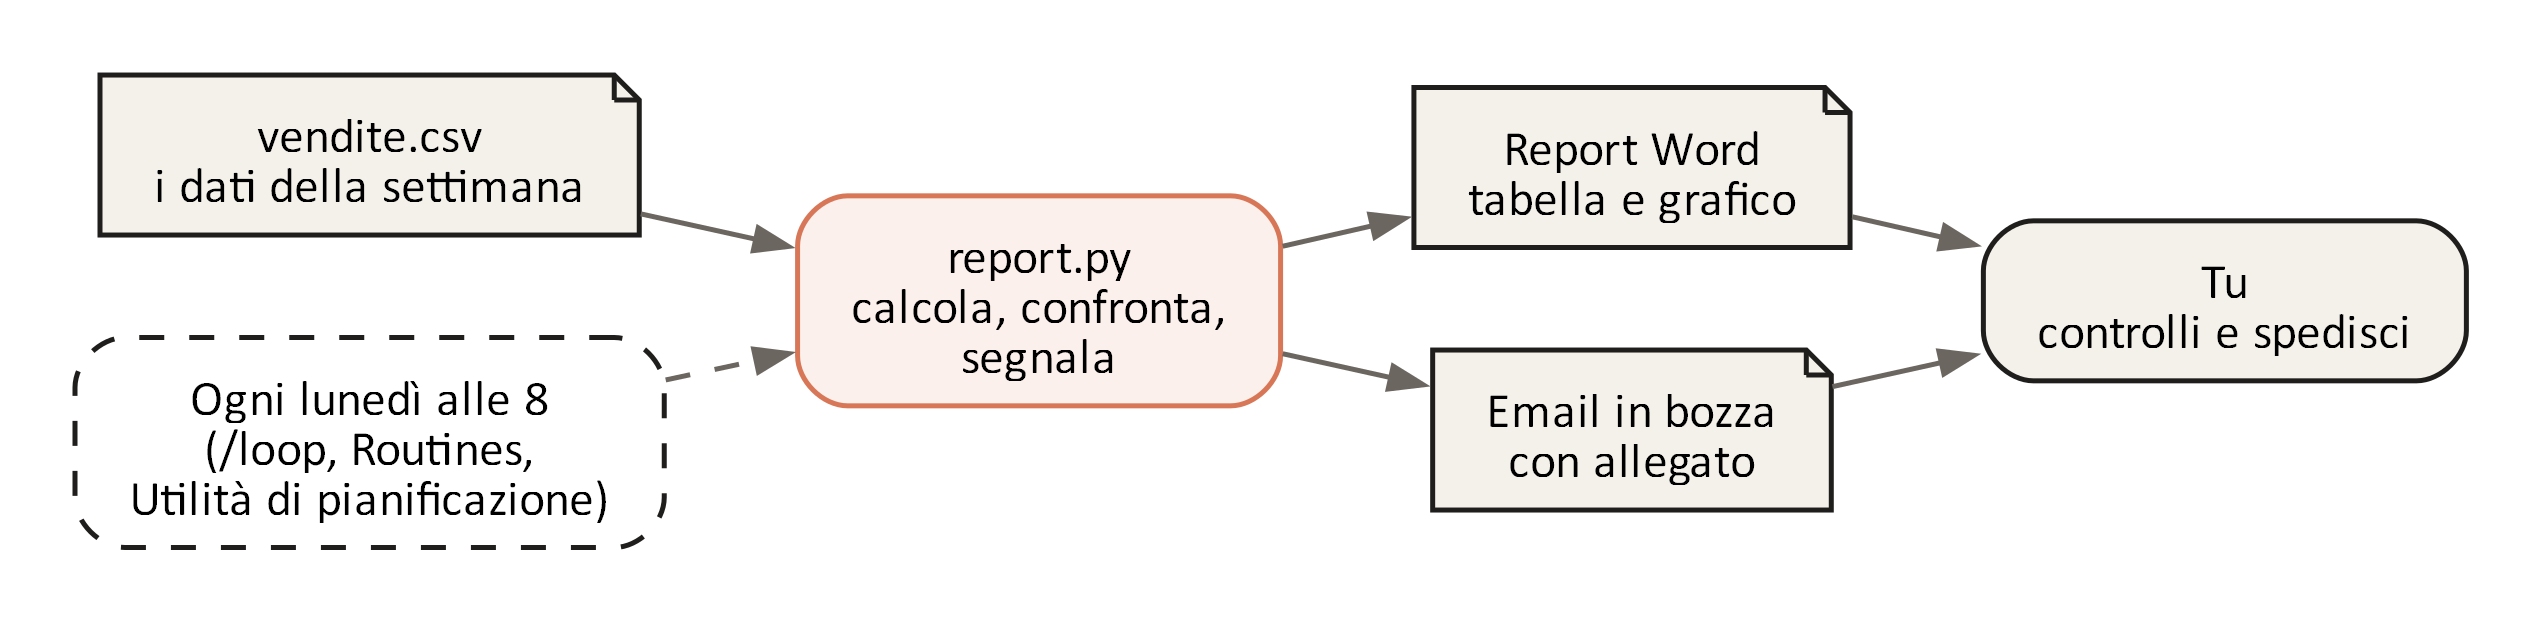 vendite.csv
i dati della settimana
Ogni lunedì alle 8
(/loop, Routines,
Utilità di pianificazione)
report.py
calcola, confronta,
segnala
Report Word
tabella e grafico
Email in bozza
con allegato
Tu
controlli e spedisci